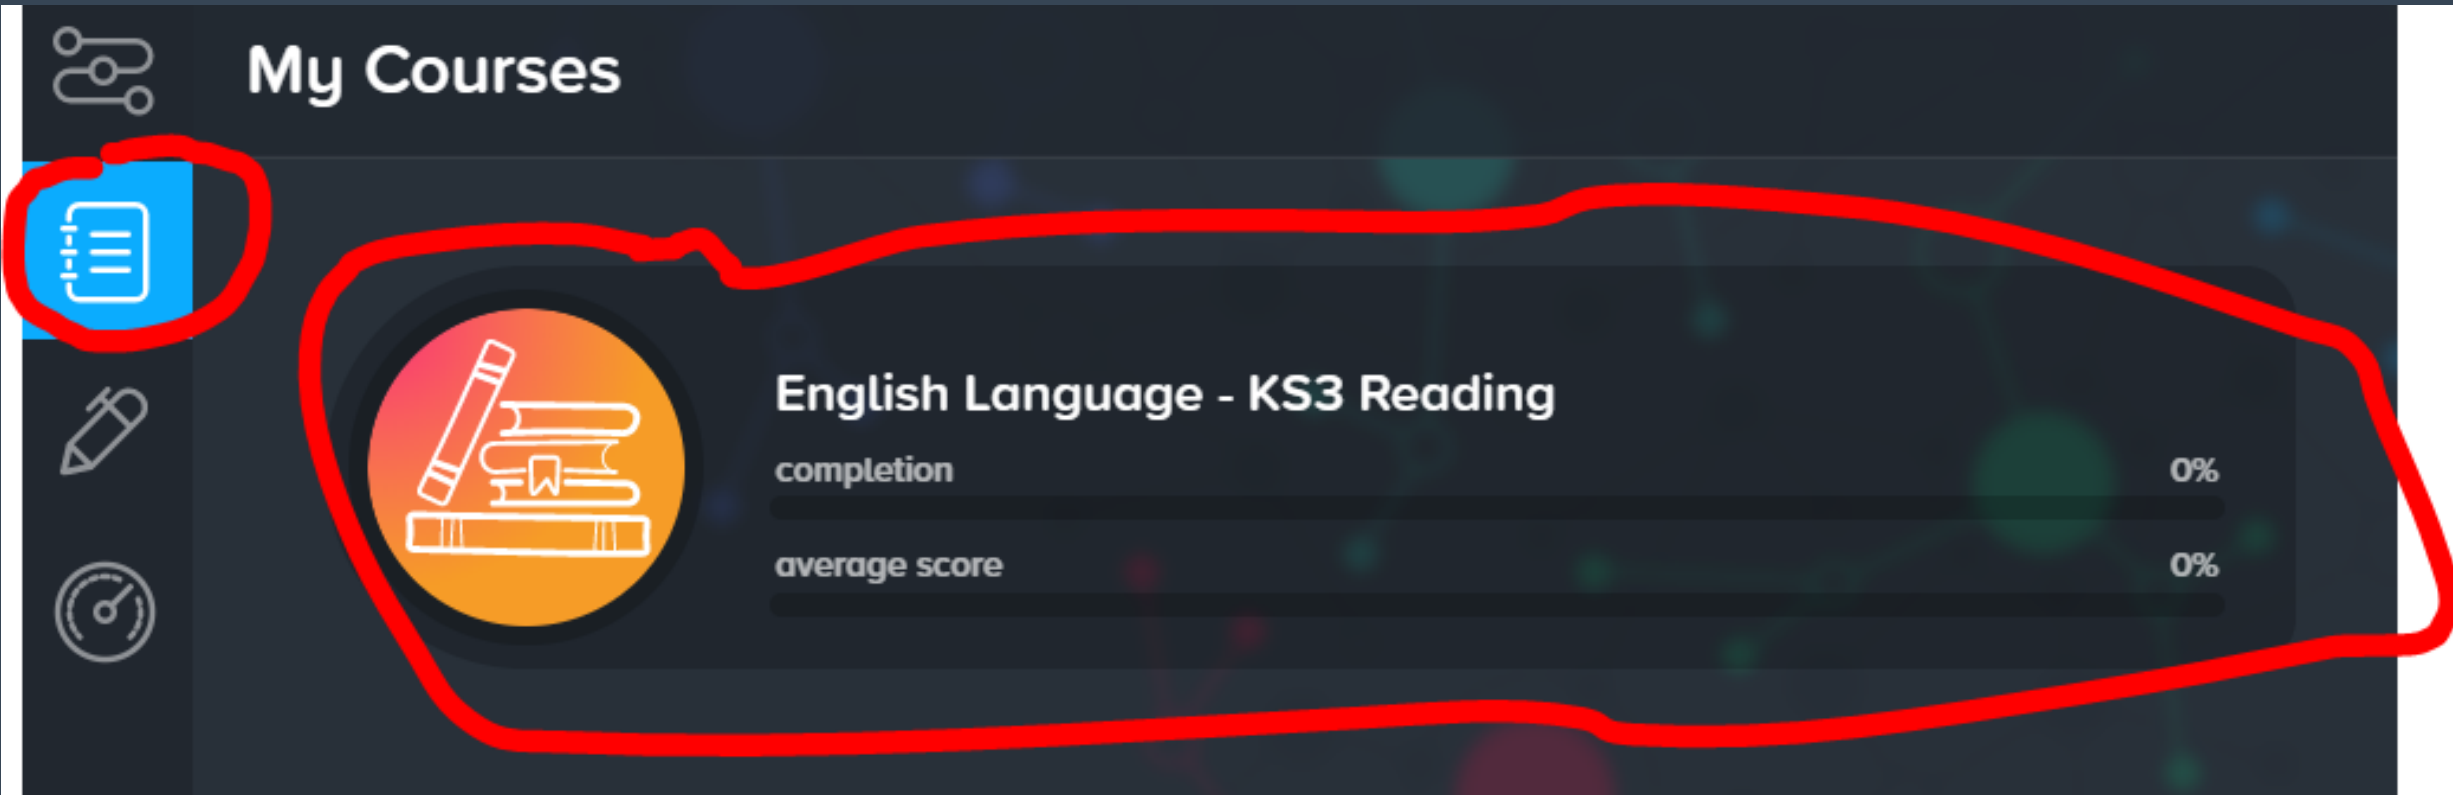 My Courses
English Language - KS3 Reading
completion 0%
average score 0%